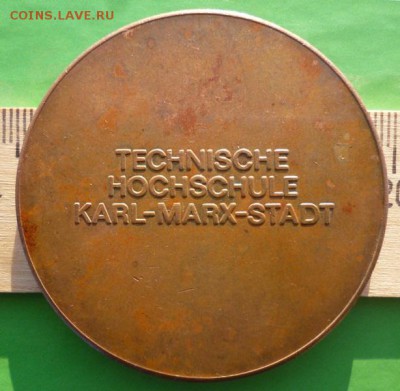 COINS.LAVE.RU
TECHNISCHE
HOCHSCHULE
KARL-MARX-STADT